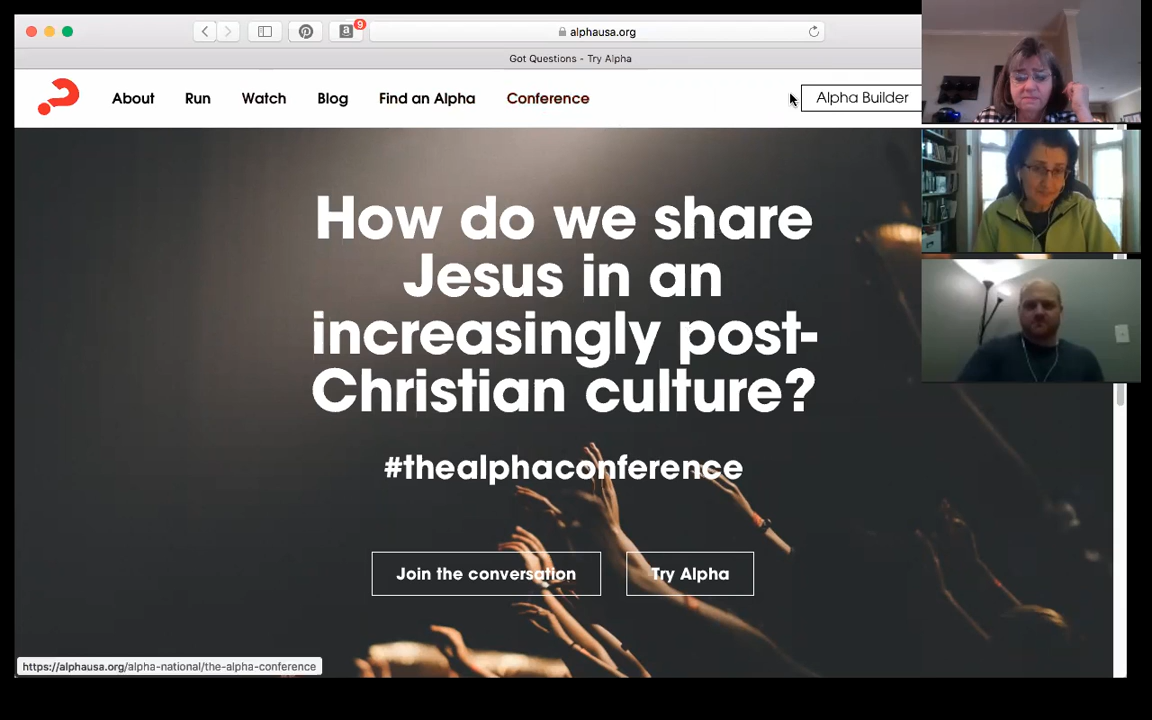 9
alphausa.org
Got Questions - Try Alpha
About Run Watch Blog Find an Alpha Conference Alpha Builder
How do we share
Jesus in an
increasingly post-
Christian culture?
#thealphaconference
Join the conversation Try Alpha
https://alphausa.org/alpha-national/the-alpha-conference